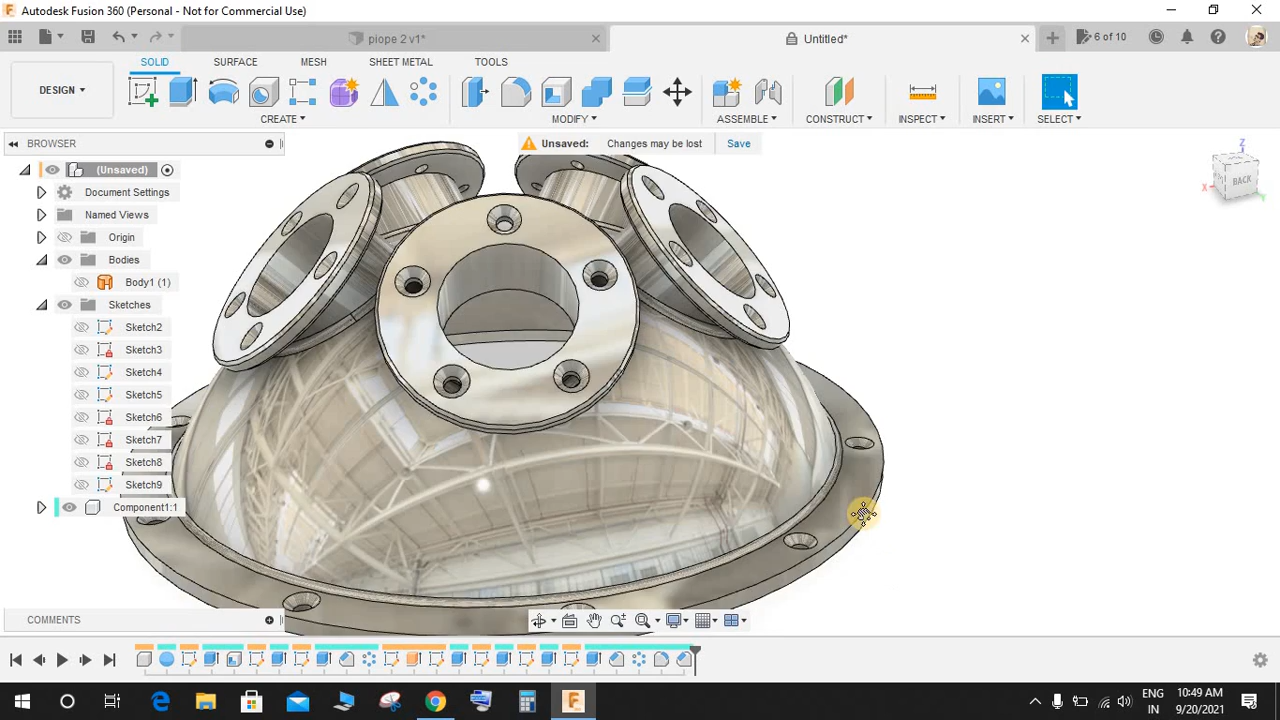 Autodesk Fusion 360 (Personal - Not for Commercial Use)
piope 2 v1*
Untitled*
6 of 10
DESIGN
SOLID
SURFACE
MESH
SHEET METAL
TOOLS
CREATE
MODIFY
ASSEMBLE
CONSTRUCT
INSPECT
INSERT
SELECT
BROWSER
Unsaved: Changes may be lost Save
(Unsaved)
Document Settings
Named Views
Origin
Bodies
Body1 (1)
Sketches
Sketch2
Sketch3
Sketch4
Sketch5
Sketch6
Sketch7
Sketch8
Sketch9
Component1:1
Z
X
Y
BACK
COMMENTS
ENG
IN
10:49 AM
9/20/2021